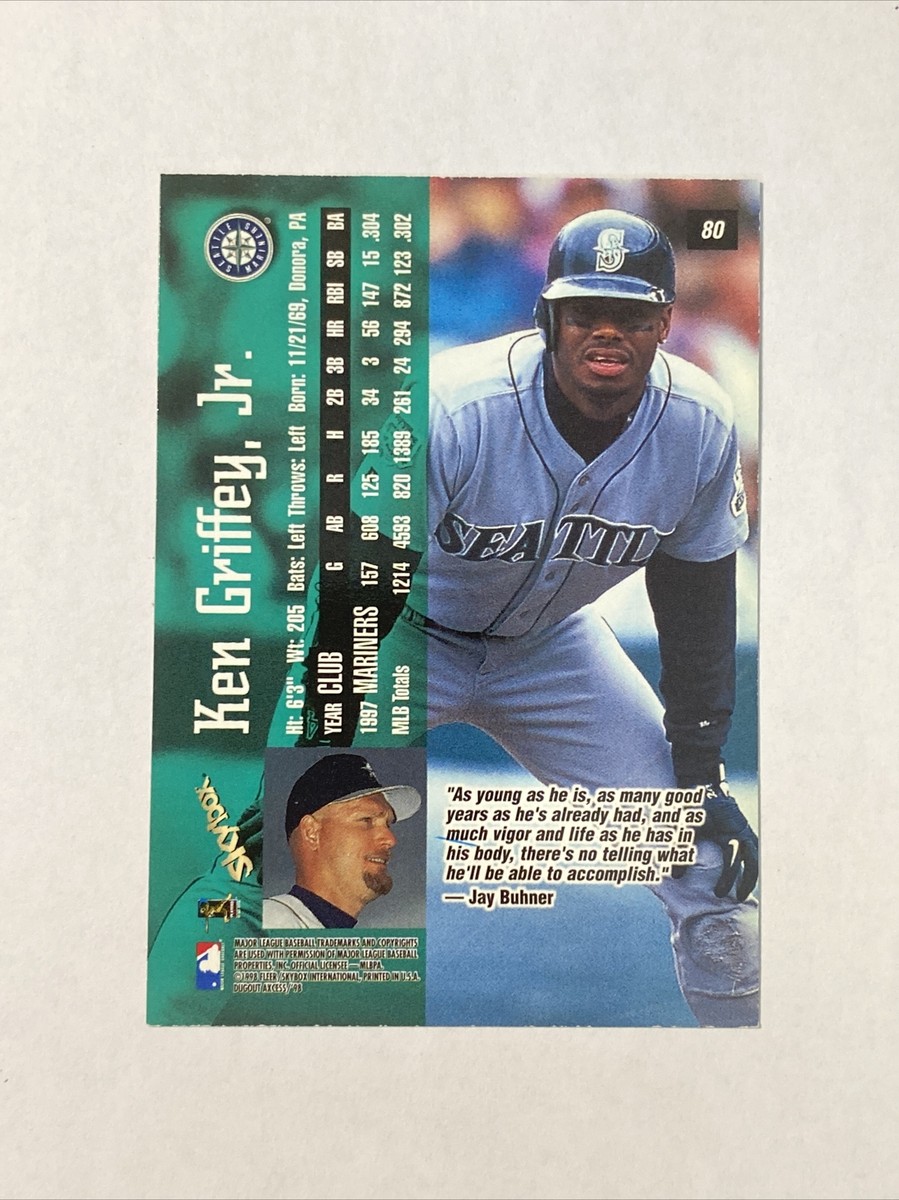 80
SEATTLE MARINERS
Ken Griffey, Jr.
Ht: 6'3" Wt: 205 Bats: Left Throws: Left Born: 11/21/69, Donora, PA
YEAR CLUB G AB R H 2B 3B HR RBI SB BA
1997 MARINERS 157 608 125 185 34 3 56 147 15 .304
MLB Totals 1214 4593 820 1389 261 24 294 872 123 .302
S
SEATTL
Skybox™
"As young as he is, as many good
years as he's already had, and as
much vigor and life as he has in
his body, there's no telling what
he'll be able to accomplish."
— Jay Buhner
MAJOR LEAGUE BASEBALL TRADEMARKS AND COPYRIGHTS
ARE USED WITH PERMISSION OF MAJOR LEAGUE BASEBALL
PROPERTIES, INC. OFFICIAL LICENSEE — MLBPA.
©1998 FLEER/SKYBOX INTERNATIONAL, PRINTED IN U.S.A.
DUGOUT AXCESS/'98